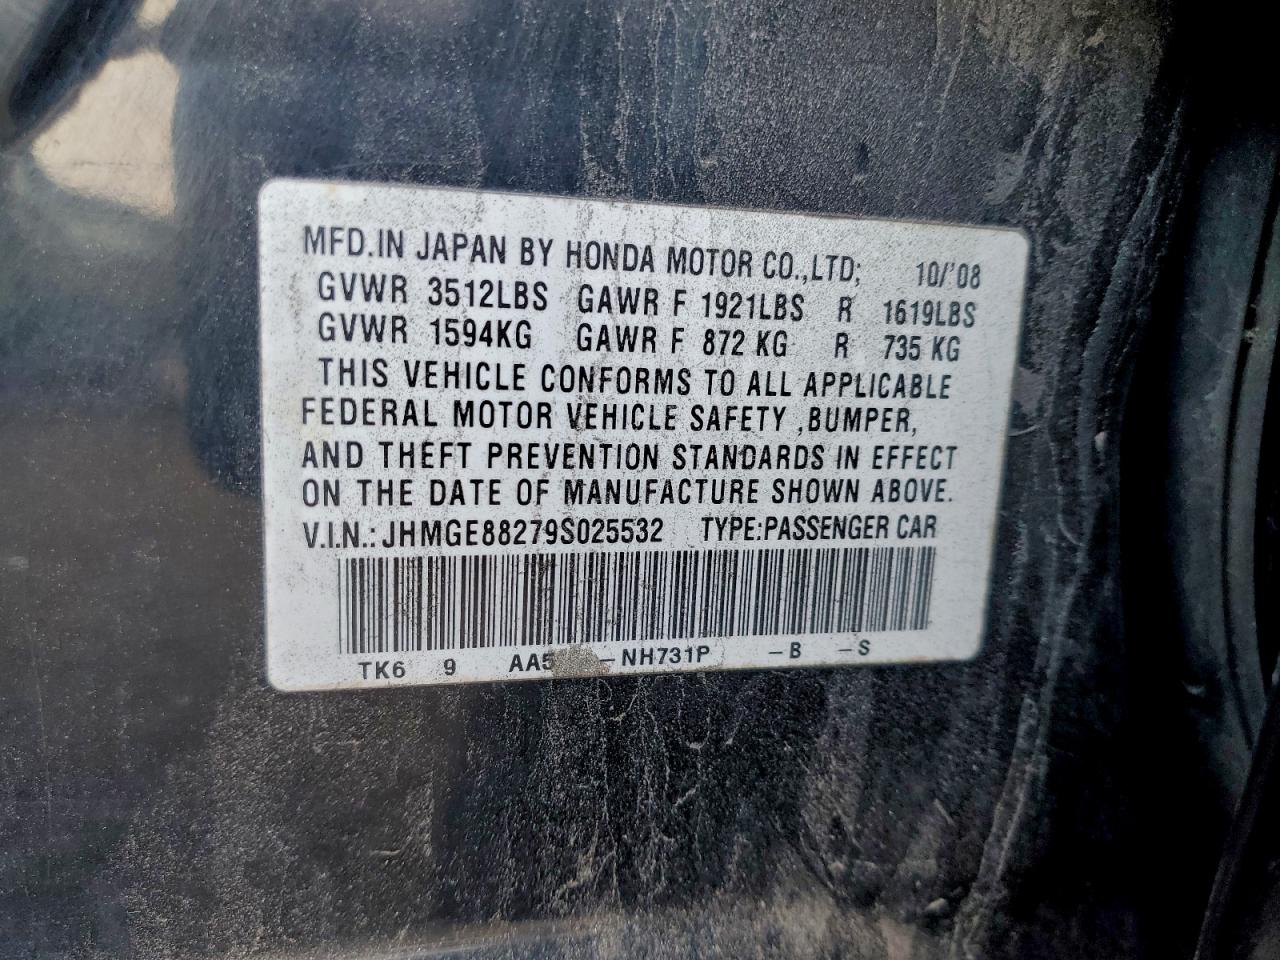 MFD.IN JAPAN BY HONDA MOTOR CO.,LTD; 10/'08
GVWR 3512LBS GAWR F 1921LBS R 1619LBS
GVWR 1594KG GAWR F 872 KG R 735 KG
THIS VEHICLE CONFORMS TO ALL APPLICABLE
FEDERAL MOTOR VEHICLE SAFETY ,BUMPER,
AND THEFT PREVENTION STANDARDS IN EFFECT
ON THE DATE OF MANUFACTURE SHOWN ABOVE.
V.I.N.: JHMGE88279S025532 TYPE:PASSENGER CAR
TK6 9 –NH731P –B –S